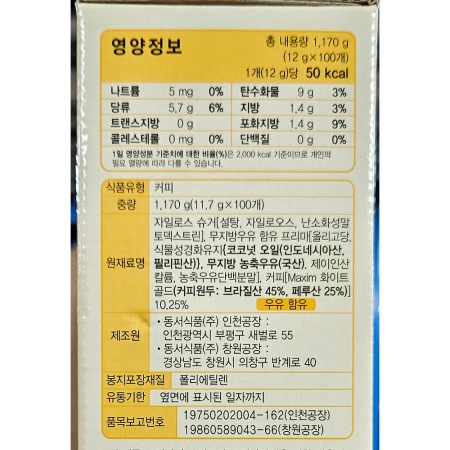 영양정보
총 내용량 1,170 g
(12 g×100개)
1개(12 g)당 50 kcal
나트륨 5 mg 0% 탄수화물 9 g 3%
당류 5.7 g 6% 지방 1.4 g 3%
트랜스지방 0 g 포화지방 1.4 g 9%
콜레스테롤 0 mg 0% 단백질 0 g 0%
1일 영양성분 기준치에 대한 비율(%)은 2,000 kcal 기준이므로 개인의
필요 열량에 따라 다를 수 있습니다.
식품유형 커피
중량 1,170 g(11.7 g×100개)
원재료명 자일로스 슈거[설탕, 자일로오스, 난소화성말
토덱스트린], 무지방우유 함유 프리마[올리고당,
식물성경화유지(코코넛 오일(인도네시아산,
필리핀산)), 무지방 농축우유(국산), 제이인산
칼륨, 농축우유단백분말], 커피[Maxim 화이트
골드(커피원두: 브라질산 45%, 페루산 25%)]
10.25% 우유 함유
제조원 •동서식품(주) 인천공장 :
인천광역시 부평구 새벌로 55
•동서식품(주) 창원공장 :
경상남도 창원시 의창구 반계로 40
봉지포장재질 폴리에틸렌
유통기한 옆면에 표시된 일자까지
품목보고번호 19750202004-162(인천공장)
19860589043-66(창원공장)